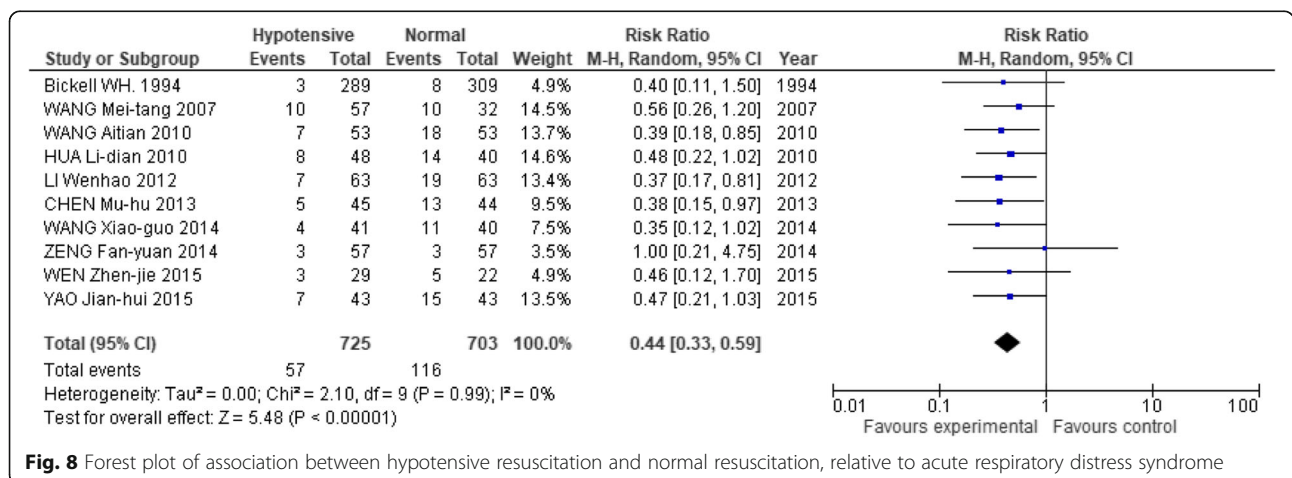 Hypotensive Normal Risk Ratio Risk Ratio
Study or Subgroup Events Total Events Total Weight M-H, Random, 95% CI Year M-H, Random, 95% CI
Bickell WH. 1994 3 289 8 309 4.9% 0.40 [0.11, 1.50] 1994
WANG Mei-tang 2007 10 57 10 32 14.5% 0.56 [0.26, 1.20] 2007
WANG Aitian 2010 7 53 18 53 13.7% 0.39 [0.18, 0.85] 2010
HUA Li-dian 2010 8 48 14 40 14.6% 0.48 [0.22, 1.02] 2010
LI Wenhao 2012 7 63 19 63 13.4% 0.37 [0.17, 0.81] 2012
CHEN Mu-hu 2013 5 45 13 44 9.5% 0.38 [0.15, 0.97] 2013
WANG Xiao-guo 2014 4 41 11 40 7.5% 0.35 [0.12, 1.02] 2014
ZENG Fan-yuan 2014 3 57 3 57 3.5% 1.00 [0.21, 4.75] 2014
WEN Zhen-jie 2015 3 29 5 22 4.9% 0.46 [0.12, 1.70] 2015
YAO Jian-hui 2015 7 43 15 43 13.5% 0.47 [0.21, 1.03] 2015
Total (95% CI) 725 703 100.0% 0.44 [0.33, 0.59]
Total events 57 116
Heterogeneity: Tau² = 0.00; Chi² = 2.10, df = 9 (P = 0.99); I² = 0%
Test for overall effect: Z = 5.48 (P < 0.00001)
0.01 0.1 1 10 100
Favours experimental Favours control
Fig. 8 Forest plot of association between hypotensive resuscitation and normal resuscitation, relative to acute respiratory distress syndrome